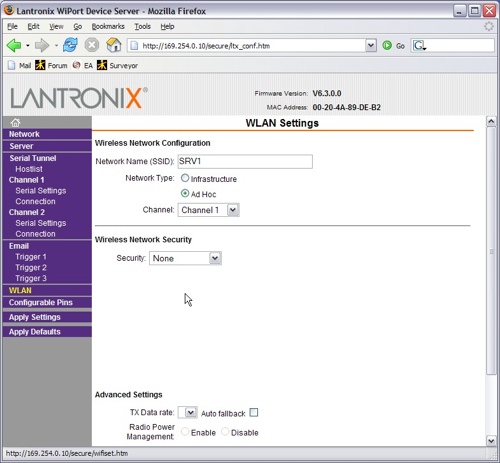 Lantronix WiPort Device Server - Mozilla Firefox
File Edit View Go Bookmarks Tools Help
http://169.254.0.10/secure/ltx_conf.htm Go
Mail Forum EA Surveyor
LANTRONIX®
Firmware Version: V6.3.0.0
MAC Address: 00-20-4A-89-DE-B2
Network
Server
Serial Tunnel
Hostlist
Channel 1
Serial Settings
Connection
Channel 2
Serial Settings
Connection
Email
Trigger 1
Trigger 2
Trigger 3
WLAN
Configurable Pins
Apply Settings
Apply Defaults
WLAN Settings
Wireless Network Configuration
Network Name (SSID): SRV1
Network Type: Infrastructure
Ad Hoc
Channel: Channel 1
Wireless Network Security
Security: None
Advanced Settings
TX Data rate: Auto fallback
Radio Power
Management: Enable Disable
http://169.254.0.10/secure/wifiset.htm